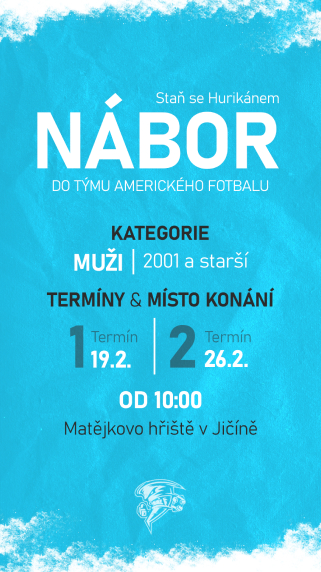 Staň se Hurikánem
NÁBOR
DO TÝMU AMERICKÉHO FOTBALU
KATEGORIE
MUŽI | 2001 a starší
TERMÍNY & MÍSTO KONÁNÍ
1 Termín 19.2. | 2 Termín 26.2.
OD 10:00
Matějkovo hřiště v Jičíně